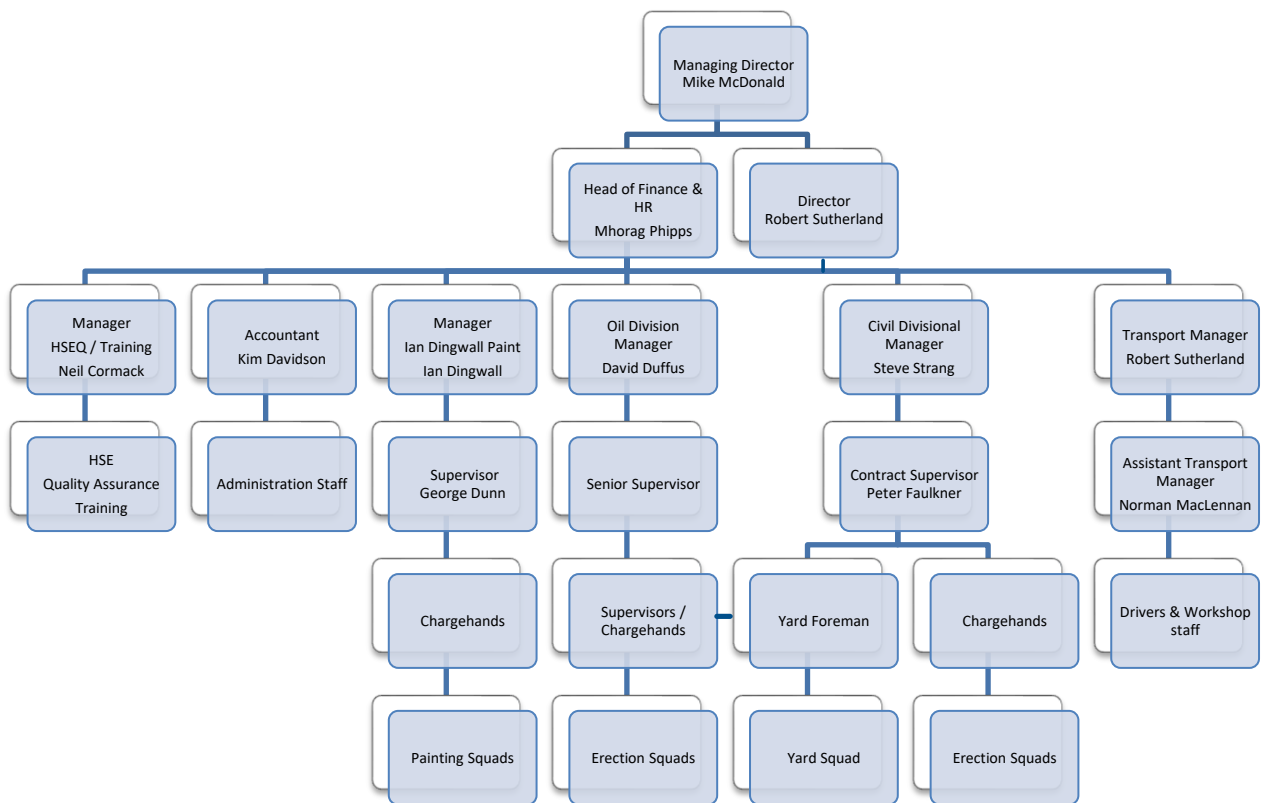 Managing Director
Mike McDonald
Head of Finance &
HR
Mhorag Phipps
Director
Robert Sutherland
Manager
HSEQ / Training
Neil Cormack
Accountant
Kim Davidson
Manager
Ian Dingwall Paint
Ian Dingwall
Oil Division
Manager
David Duffus
Civil Divisional
Manager
Steve Strang
Transport Manager
Robert Sutherland
HSE
Quality Assurance
Training
Administration Staff
Supervisor
George Dunn
Senior Supervisor
Contract Supervisor
Peter Faulkner
Assistant Transport
Manager
Norman MacLennan
Chargehands
Supervisors /
Chargehands
Yard Foreman
Chargehands
Drivers & Workshop
staff
Painting Squads
Erection Squads
Yard Squad
Erection Squads